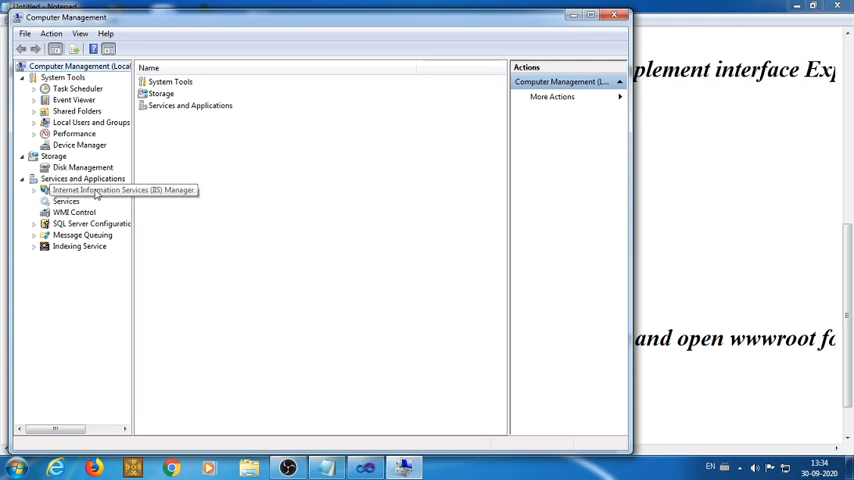 Untitled - Notepad
Computer Management
File Action View Help
Computer Management (Local
System Tools
Task Scheduler
Event Viewer
Shared Folders
Local Users and Groups
Performance
Device Manager
Storage
Disk Management
Services and Applications
Internet Information Services (IIS) Manager
Services
WMI Control
SQL Server Configuratio
Message Queuing
Indexing Service
Name
System Tools
Storage
Services and Applications
Actions
Computer Management (L...
More Actions
plement interface Exp
and open wwwroot fo
EN
13:34
30-09-2020